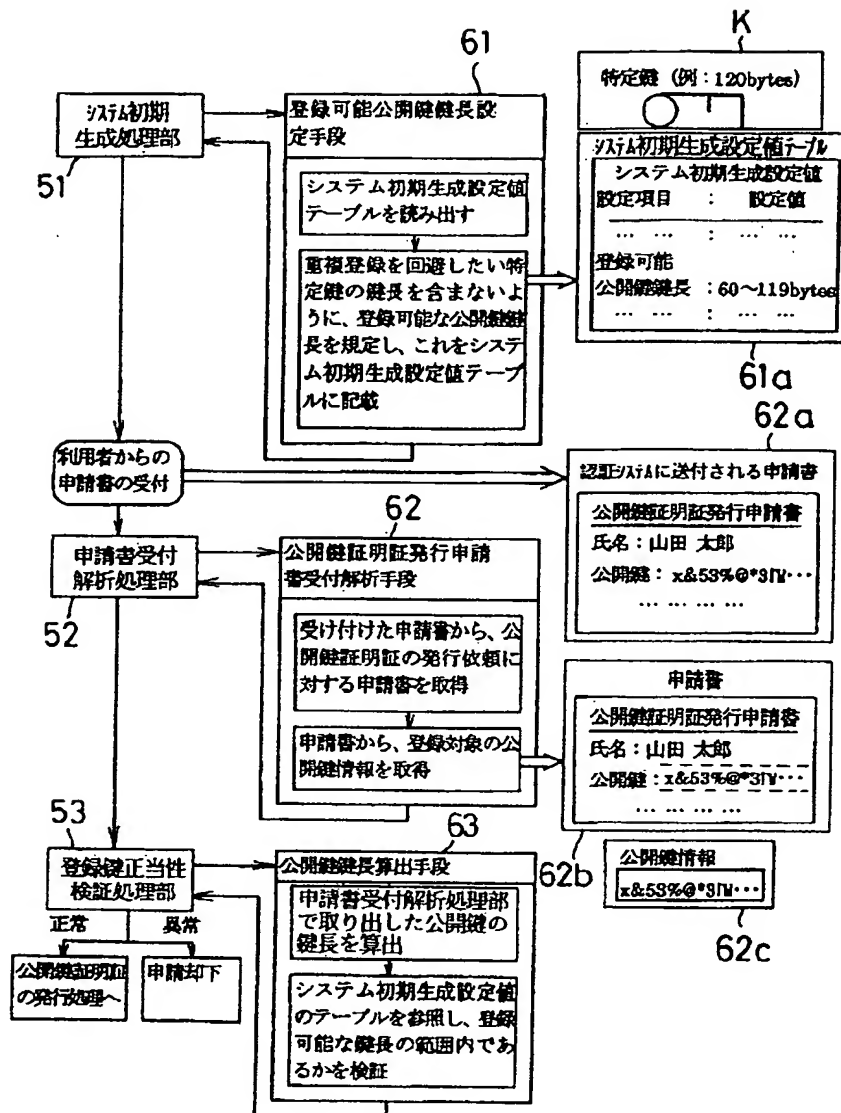 61
K
特定鍵 (例：120bytes)
ｼｽﾃﾑ初期
生成処理部
51
登録可能公開鍵鍵長設
定手段
システム初期生成設定値
テーブルを読み出す
重複登録を回避したい特
定鍵の鍵長を含まないよ
うに、登録可能な公開鍵鍵
長を規定し、これをシステ
ム初期生成設定値テーブ
ルに記載
ｼｽﾃﾑ初期生成設定値ﾃｰﾌﾞﾙ
システム初期生成設定値
設定項目 ： 設定値
… … ： … …
登録可能
公開鍵鍵長 ：60〜119bytes
… … ： … …
61a
利用者からの
申請書の受付
62a
認証ｼｽﾃﾑに送付される申請書
公開鍵証明証発行申請書
氏名：山田 太郎
公開鍵：x&53%@*3ΓW···
… … … …
申請書受付
解析処理部
52
62
公開鍵証明証発行申請
書受付解析手段
受け付けた申請書から、公
開鍵証明証の発行依頼に
対する申請書を取得
申請書から、登録対象の公
開鍵情報を取得
申請書
公開鍵証明証発行申請書
氏名：山田 太郎
公開鍵：x&53%@*3ΓW···
… … … …
62b
公開鍵情報
x&53%@*3ΓW···
62c
53
登録鍵正当性
検証処理部
正常 異常
公開鍵証明証
の発行処理へ
申請却下
63
公開鍵鍵長算出手段
申請書受付解析処理部
で取り出した公開鍵の
鍵長を算出
システム初期生成設定値
のテーブルを参照し、登録
可能な鍵長の範囲内であ
るかを検証